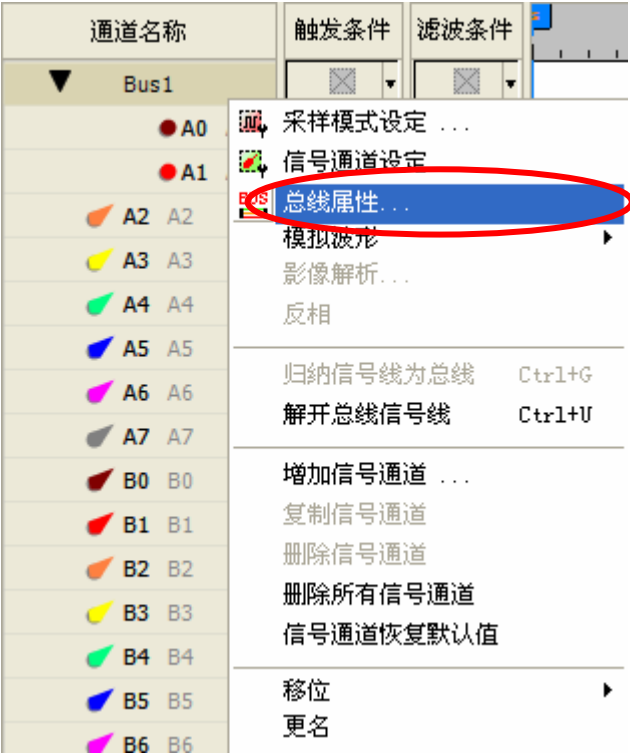 通道名称 触发条件 滤波条件
Bus1
A0 采样模式设定 ...
A1 信号通道设定
BUS 总线属性...
A2 A2 模拟波形
A3 A3 影像解析...
A4 A4 反相
A5 A5
A6 A6 归纳信号线为总线 Ctrl+G
解开总线信号线 Ctrl+U
A7 A7
B0 B0 增加信号通道 ...
B1 B1 复制信号通道
B2 B2 删除信号通道
B3 B3 删除所有信号通道
B4 B4 信号通道恢复默认值
B5 B5 移位
B6 B6 更名